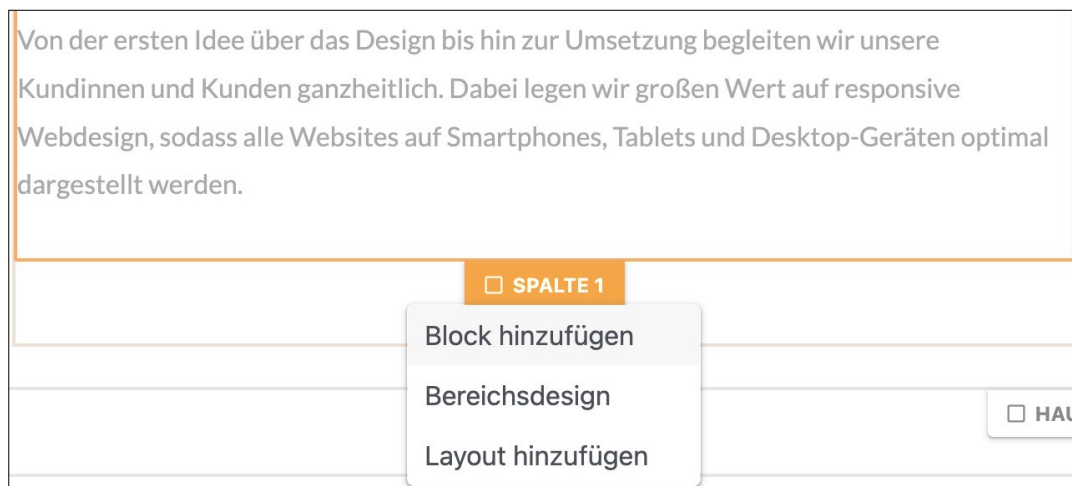 Von der ersten Idee über das Design bis hin zur Umsetzung begleiten wir unsere
Kundinnen und Kunden ganzheitlich. Dabei legen wir großen Wert auf responsive
Webdesign, sodass alle Websites auf Smartphones, Tablets und Desktop-Geräten optimal
dargestellt werden.
SPALTE 1
Block hinzufügen
Bereichsdesign
HAU
Layout hinzufügen